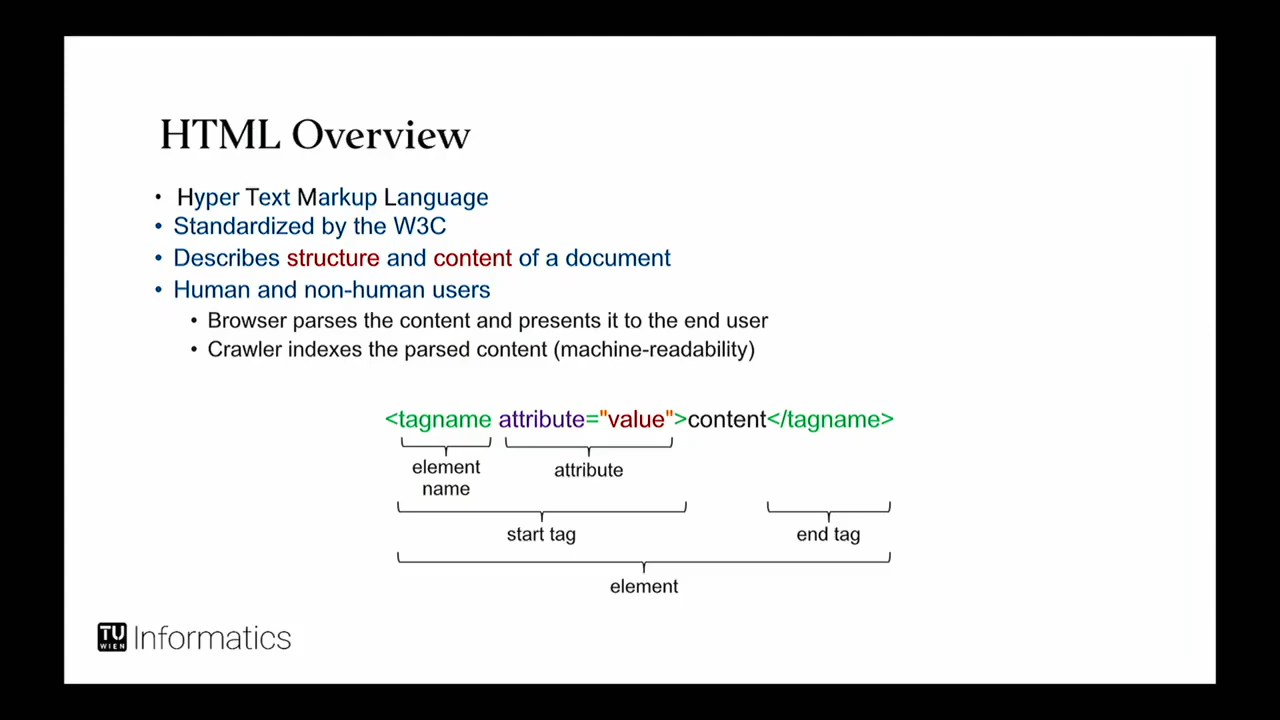 HTML Overview
• Hyper Text Markup Language
• Standardized by the W3C
• Describes structure and content of a document
• Human and non-human users
• Browser parses the content and presents it to the end user
• Crawler indexes the parsed content (machine-readability)
<tagname attribute="value">content</tagname>
element
name
attribute
start tag
end tag
element
TU
WIEN
Informatics